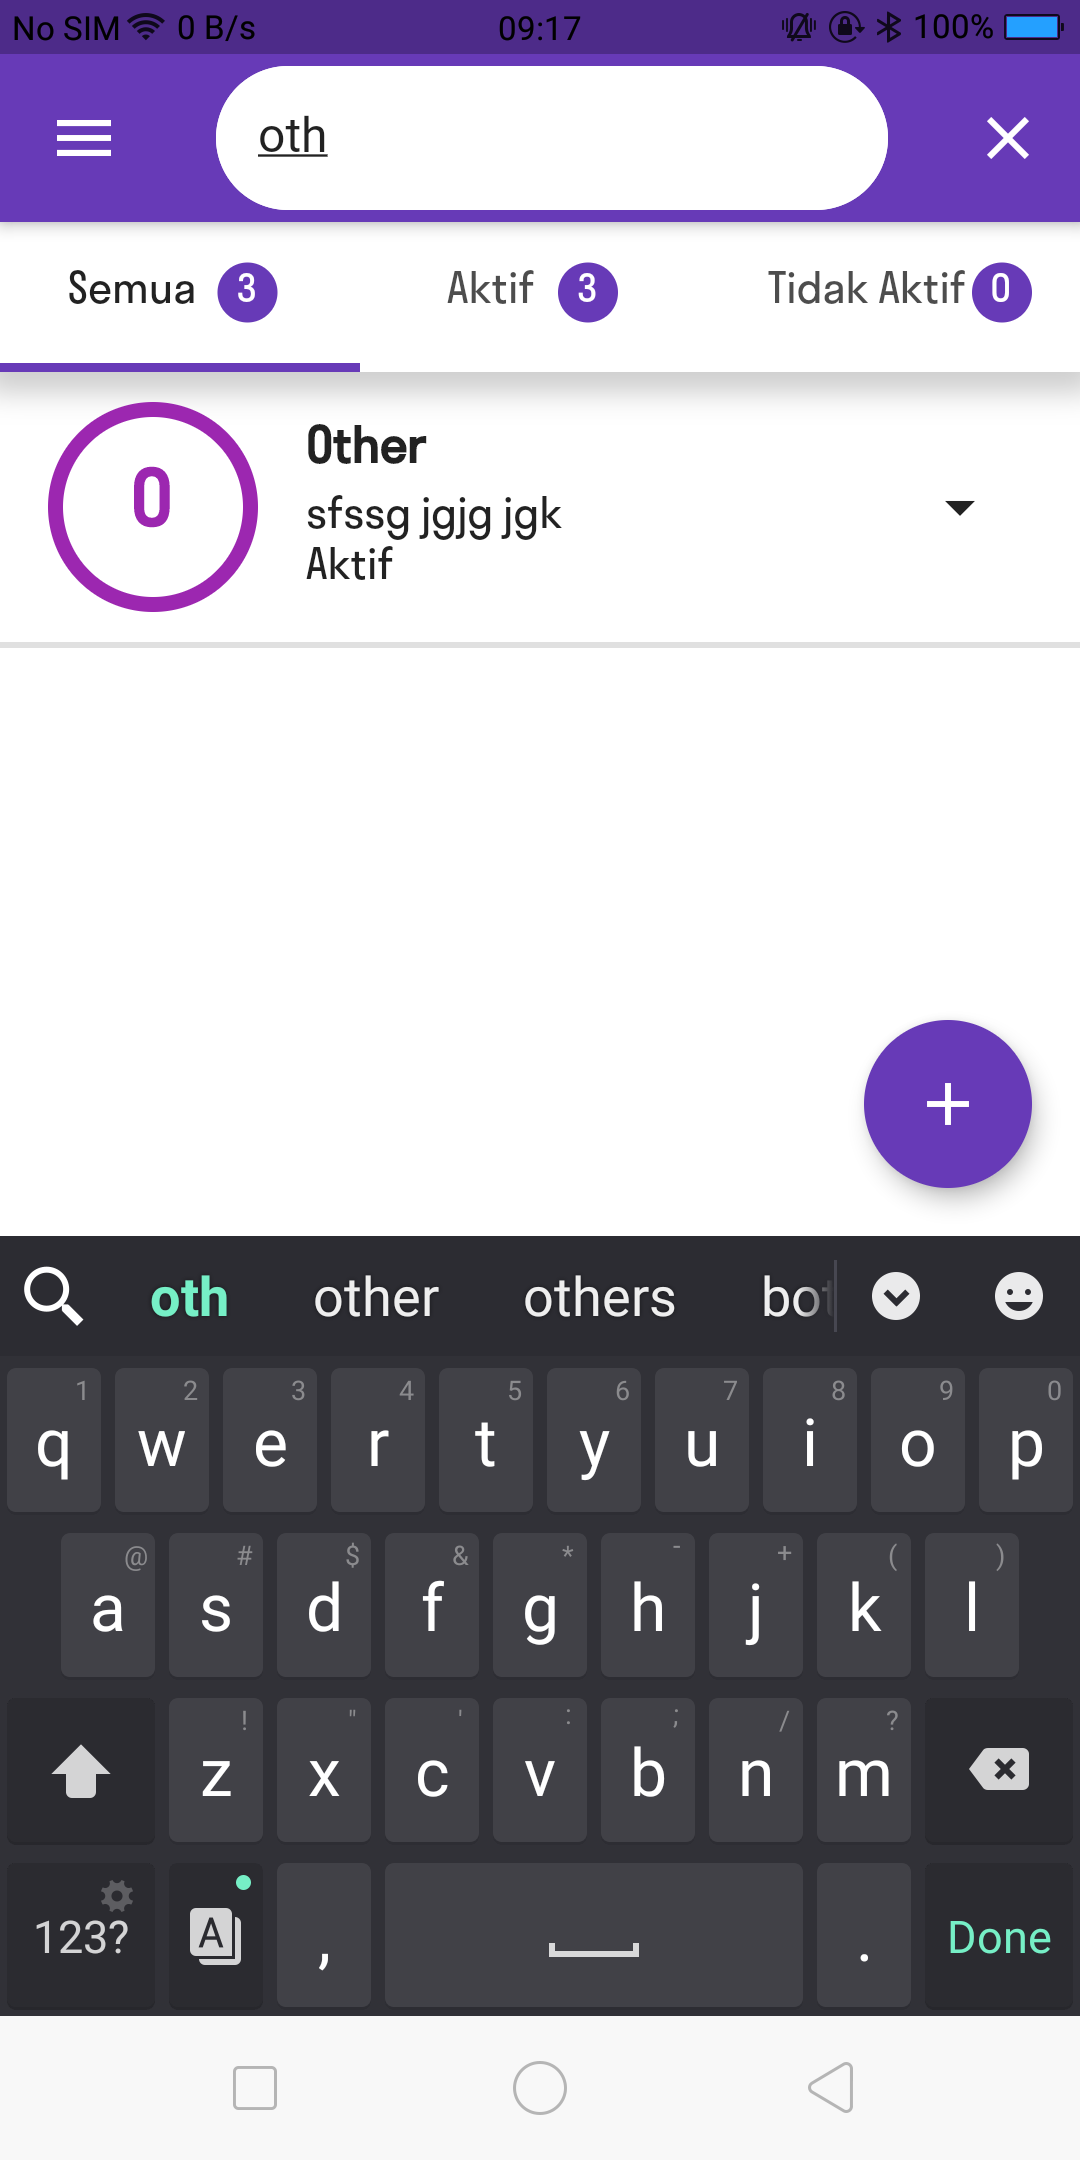 No SIM 0 B/s 09:17 100%
oth
Semua 3 Aktif 3 Tidak Aktif 0
O Other
sfssg jgjg jgk
Aktif
oth other others bot
1 2 3 4 5 6 7 8 9 0
q w e r t y u i o p
@ # $ & * - + ( )
a s d f g h j k l
! " ' : ; / ?
z x c v b n m
123? A , . Done